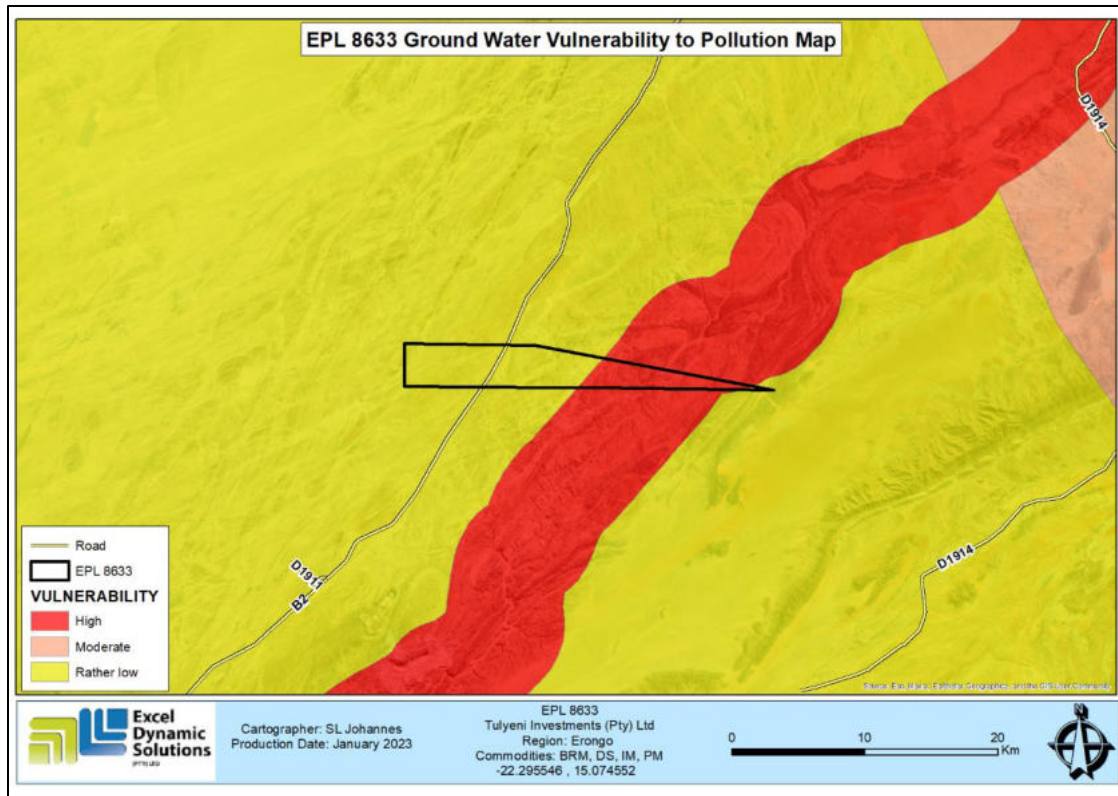 EPL 8633 Ground Water Vulnerability to Pollution Map
D1914
D1911
B2
D1914
Road
EPL 8633
VULNERABILITY
High
Moderate
Rather low
Excel
Dynamic
Solutions
(PTY) LTD
Cartographer: SL Johannes
Production Date: January 2023
EPL 8633
Tulyeni Investments (Pty) Ltd
Region: Erongo
Commodities: BRM, DS, IM, PM
-22.295546 , 15.074552
0 10 20
Km
N